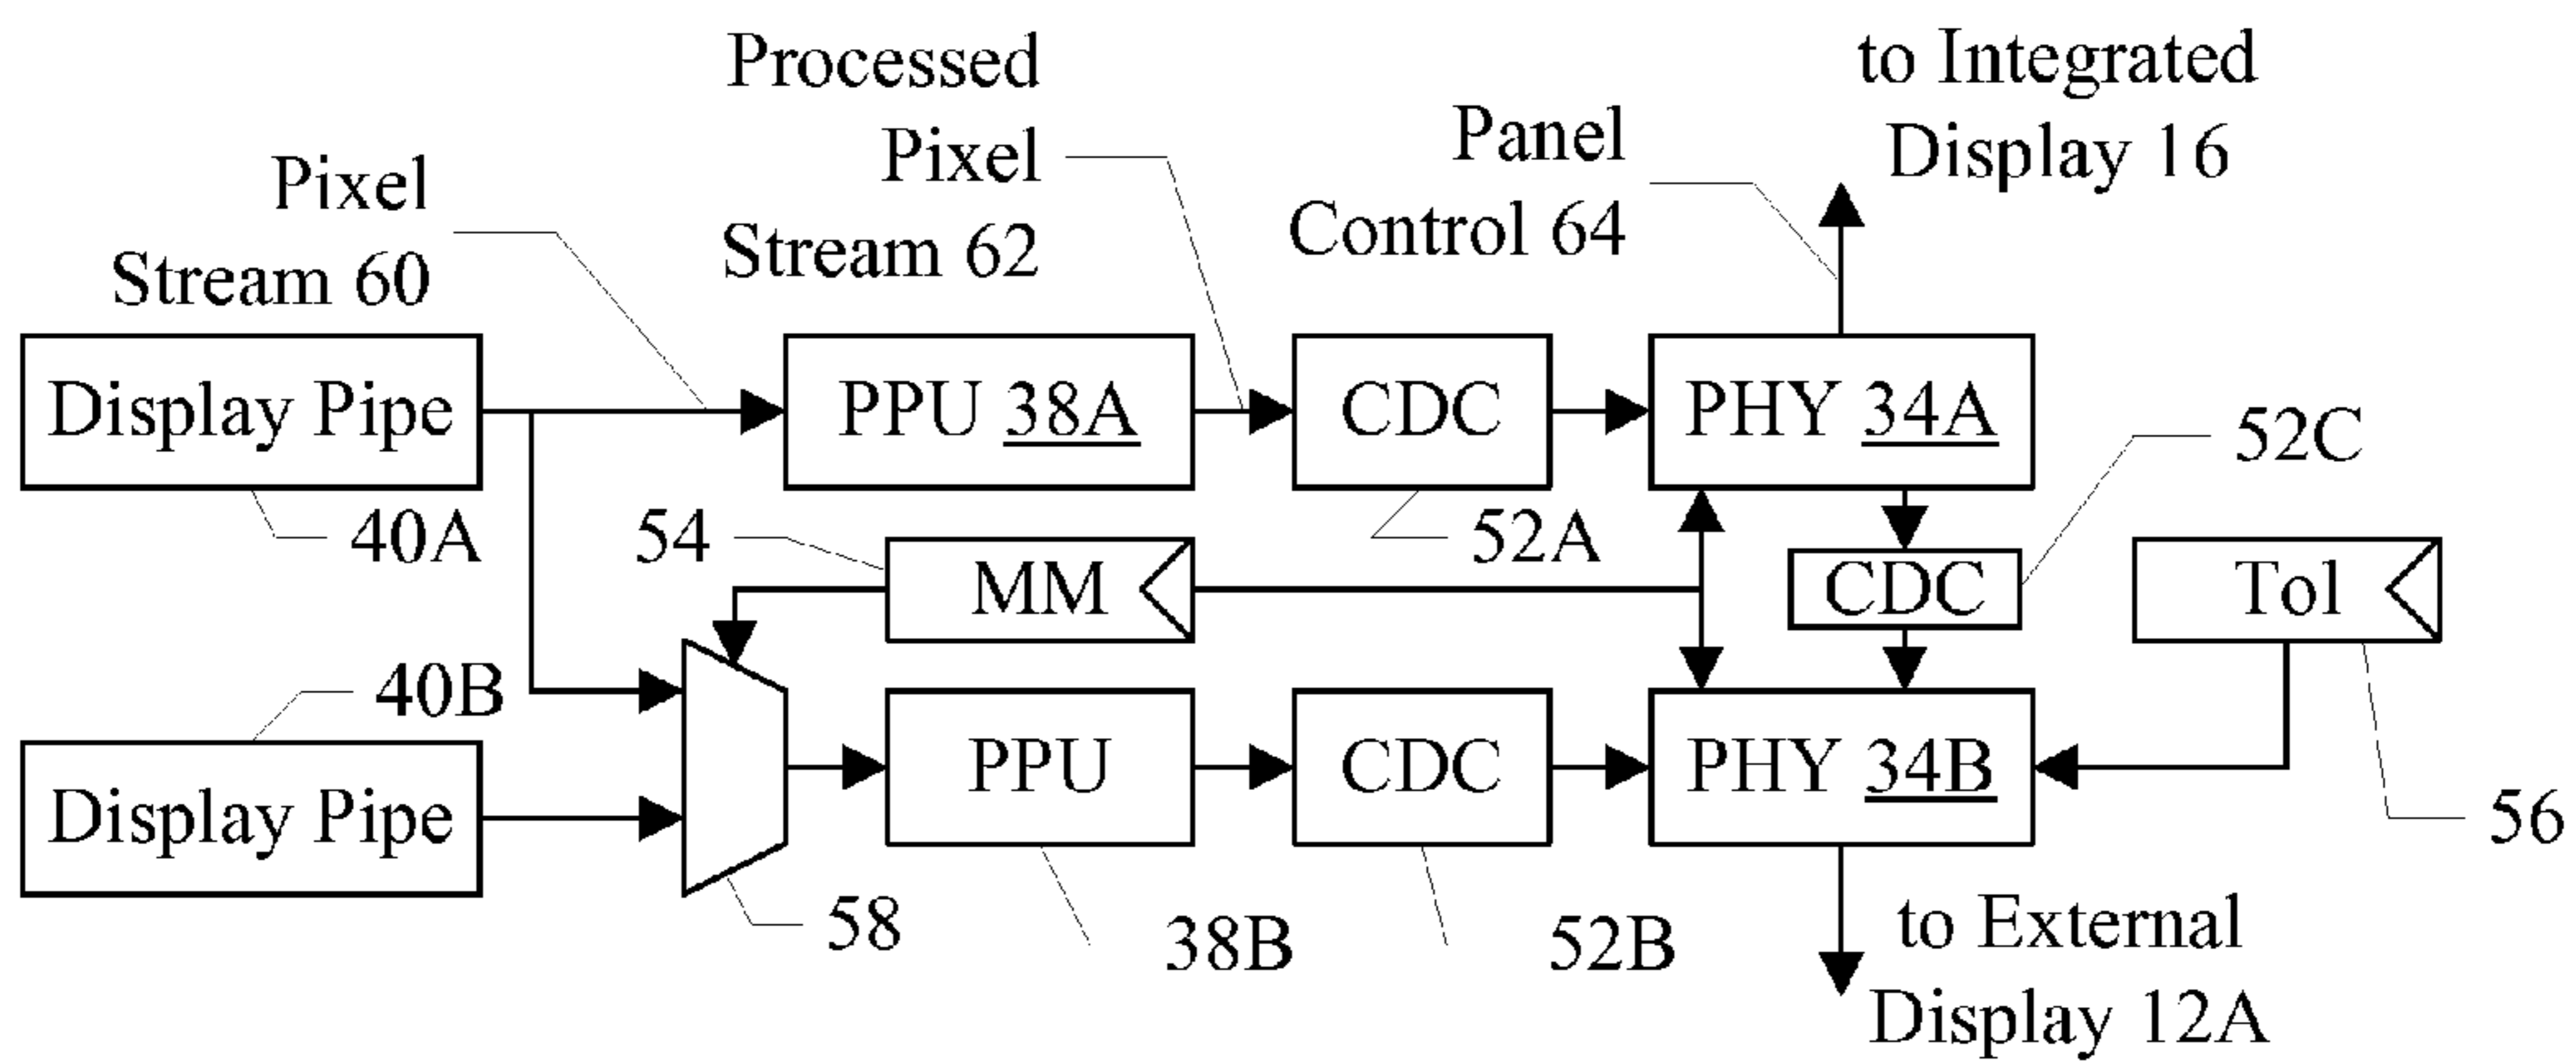 Processed
Pixel
Stream 62
to Integrated
Display 16
Panel
Control 64
Pixel
Stream 60
Display Pipe
PPU 38A
CDC
PHY 34A
52C
40A
54
MM
52A
CDC
Tol
40B
Display Pipe
PPU
CDC
PHY 34B
56
58
38B
52B
to External
Display 12A